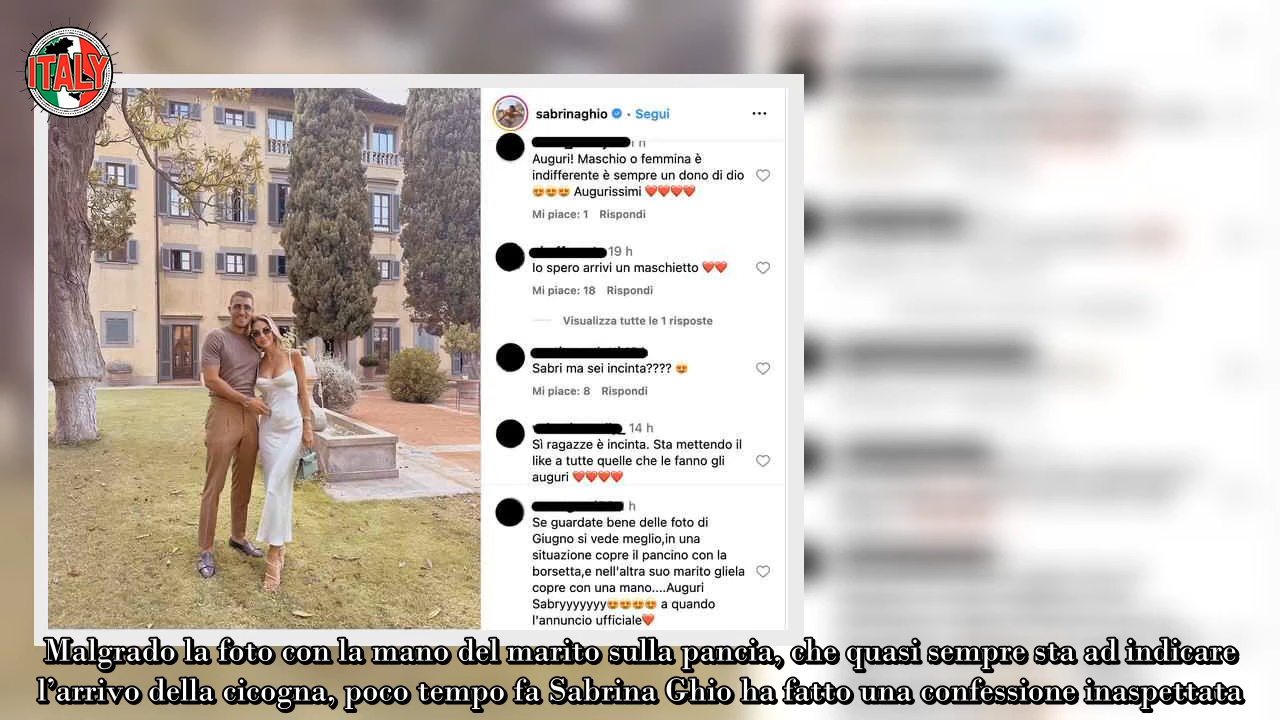 ITALY
sabrinaghio • Segui
Auguri! Maschio o femmina è
indifferente è sempre un dono di dio
😍😍😍 Augurissimi ❤️❤️❤️❤️
Mi piace: 1 Rispondi
19 h
Io spero arrivi un maschietto ❤️❤️
Mi piace: 18 Rispondi
Visualizza tutte le 1 risposte
Sabri ma sei incinta???? 😍
Mi piace: 8 Rispondi
14 h
Sì ragazze è incinta. Sta mettendo il
like a tutte quelle che le fanno gli
auguri ❤️❤️❤️❤️
h
Se guardate bene delle foto di
Giugno si vede meglio,in una
situazione copre il pancino con la
borsetta,e nell'altra suo marito gliela
copre con una mano....Auguri
Sabryyyyyyy😍😍😍😍 a quando
l'annuncio ufficiale❤️
Malgrado la foto con la mano del marito sulla pancia, che quasi sempre sta ad indicare
l'arrivo della cicogna, poco tempo fa Sabrina Ghio ha fatto una confessione inaspettata